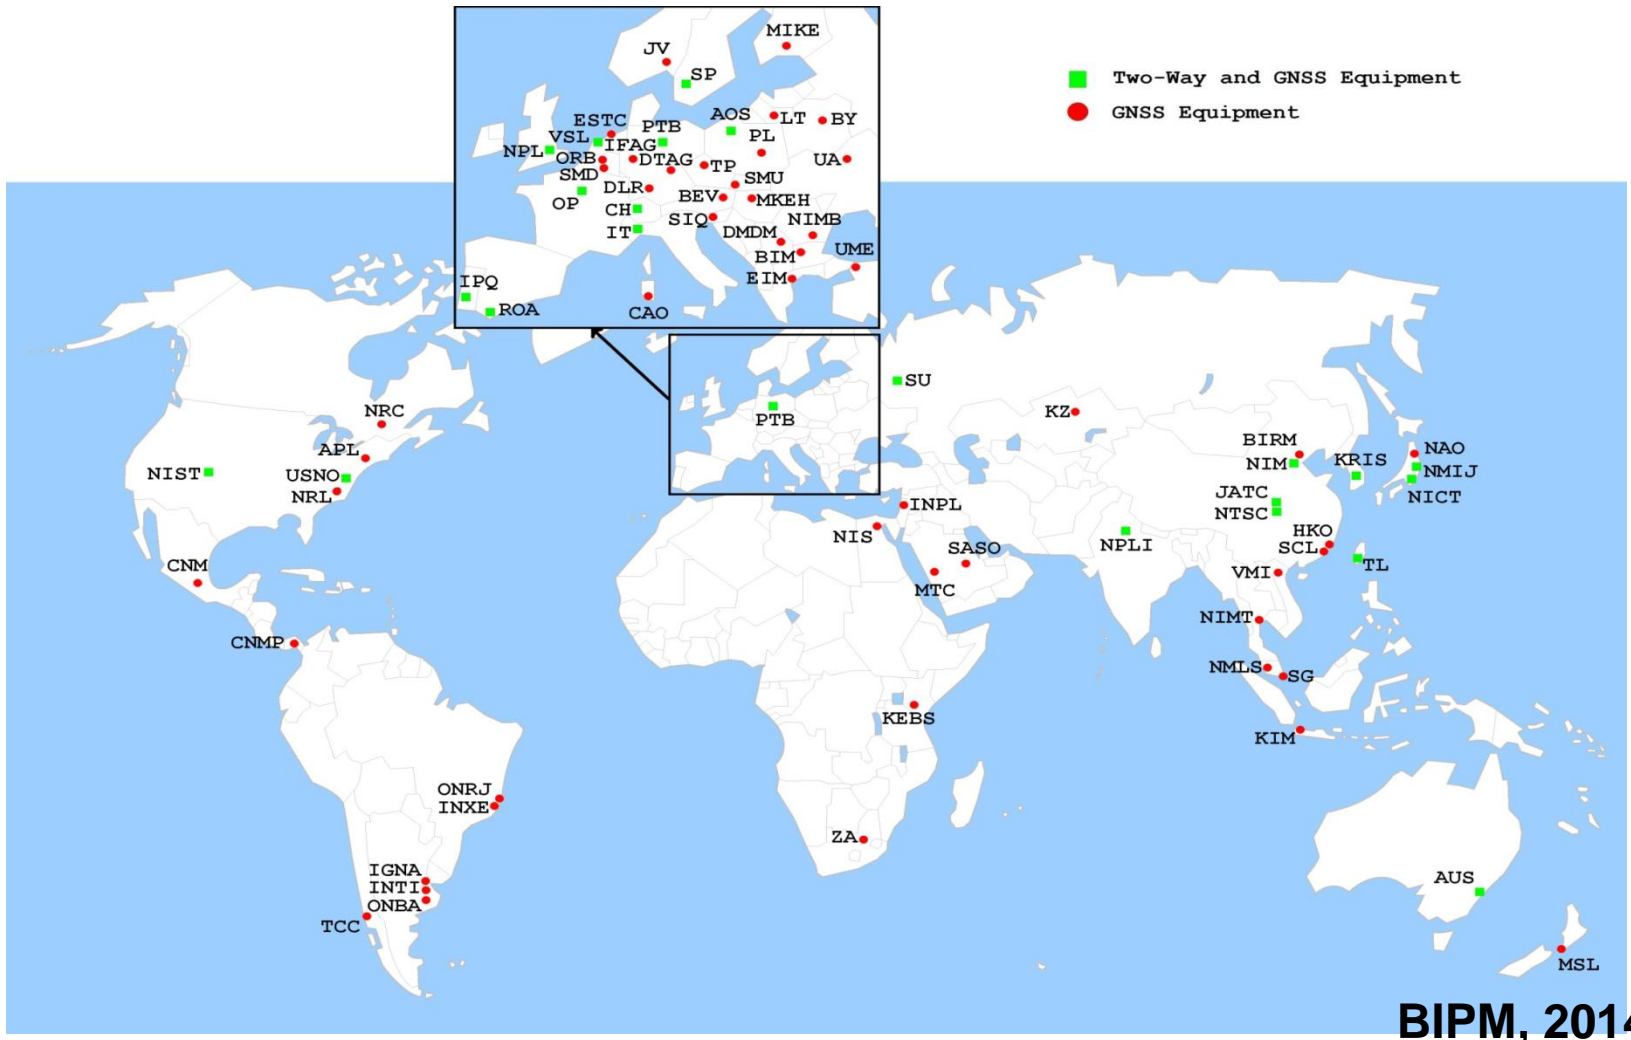 MIKE
JV
SP
Two-Way and GNSS Equipment
GNSS Equipment
ESTC
VSL
PTB
AOS
LT
BY
NPL
IFAG
PL
ORB
DTAG
TP
UA
SMD
SMU
DLR
BEV
MKEH
OP
CH
SIQ
NIMB
IT
DMDM
BIM
UME
EIM
IPQ
ROA
CAO
SU
PTB
KZ
NRC
APL
NIST
USNO
NRL
BIRM
NIM
KRIS
NAO
NMIJ
NICT
JATC
NTSC
INPL
NIS
SASO
MTC
NPLI
HKO
SCL
TL
VMI
CNM
CNMP
NIMT
NMLS
SG
KEBS
KIM
ONRJ
INXE
ZA
IGNA
INTI
ONBA
TCC
AUS
MSL
BIPM, 2014